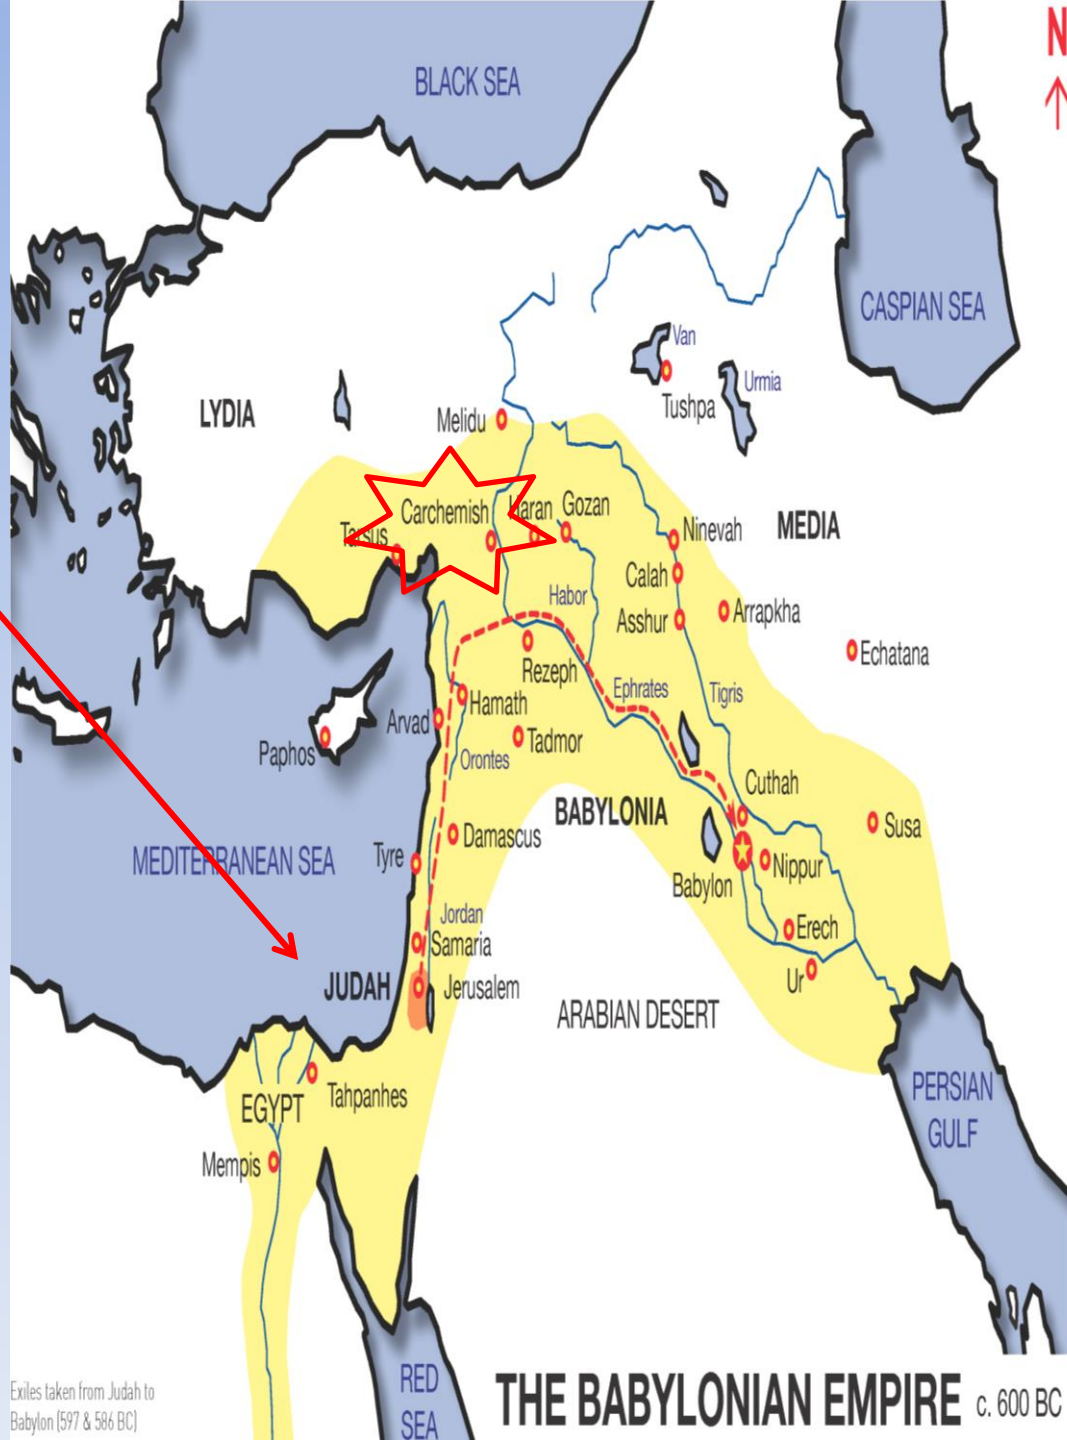 N
BLACK SEA
CASPIAN SEA
Van
Tushpa
Urmia
LYDIA
Melidu
Carchemish
Haran
Gozan
Tarsus
Ninevah
MEDIA
Calah
Habor
Asshur
Arrapkha
Echatana
Rezeph
Ephrates
Tigris
Hamath
Arvad
Paphos
Tadmor
Orontes
Cuthah
BABYLONIA
Susa
Damascus
MEDITERRANEAN SEA
Tyre
Nippur
Babylon
Jordan
Erech
Samaria
Ur
JUDAH
Jerusalem
ARABIAN DESERT
Tahpanhes
EGYPT
PERSIAN
GULF
Mempis
RED
SEA
Exiles taken from Judah to
Babylon (597 & 586 BC)
THE BABYLONIAN EMPIRE c. 600 BC